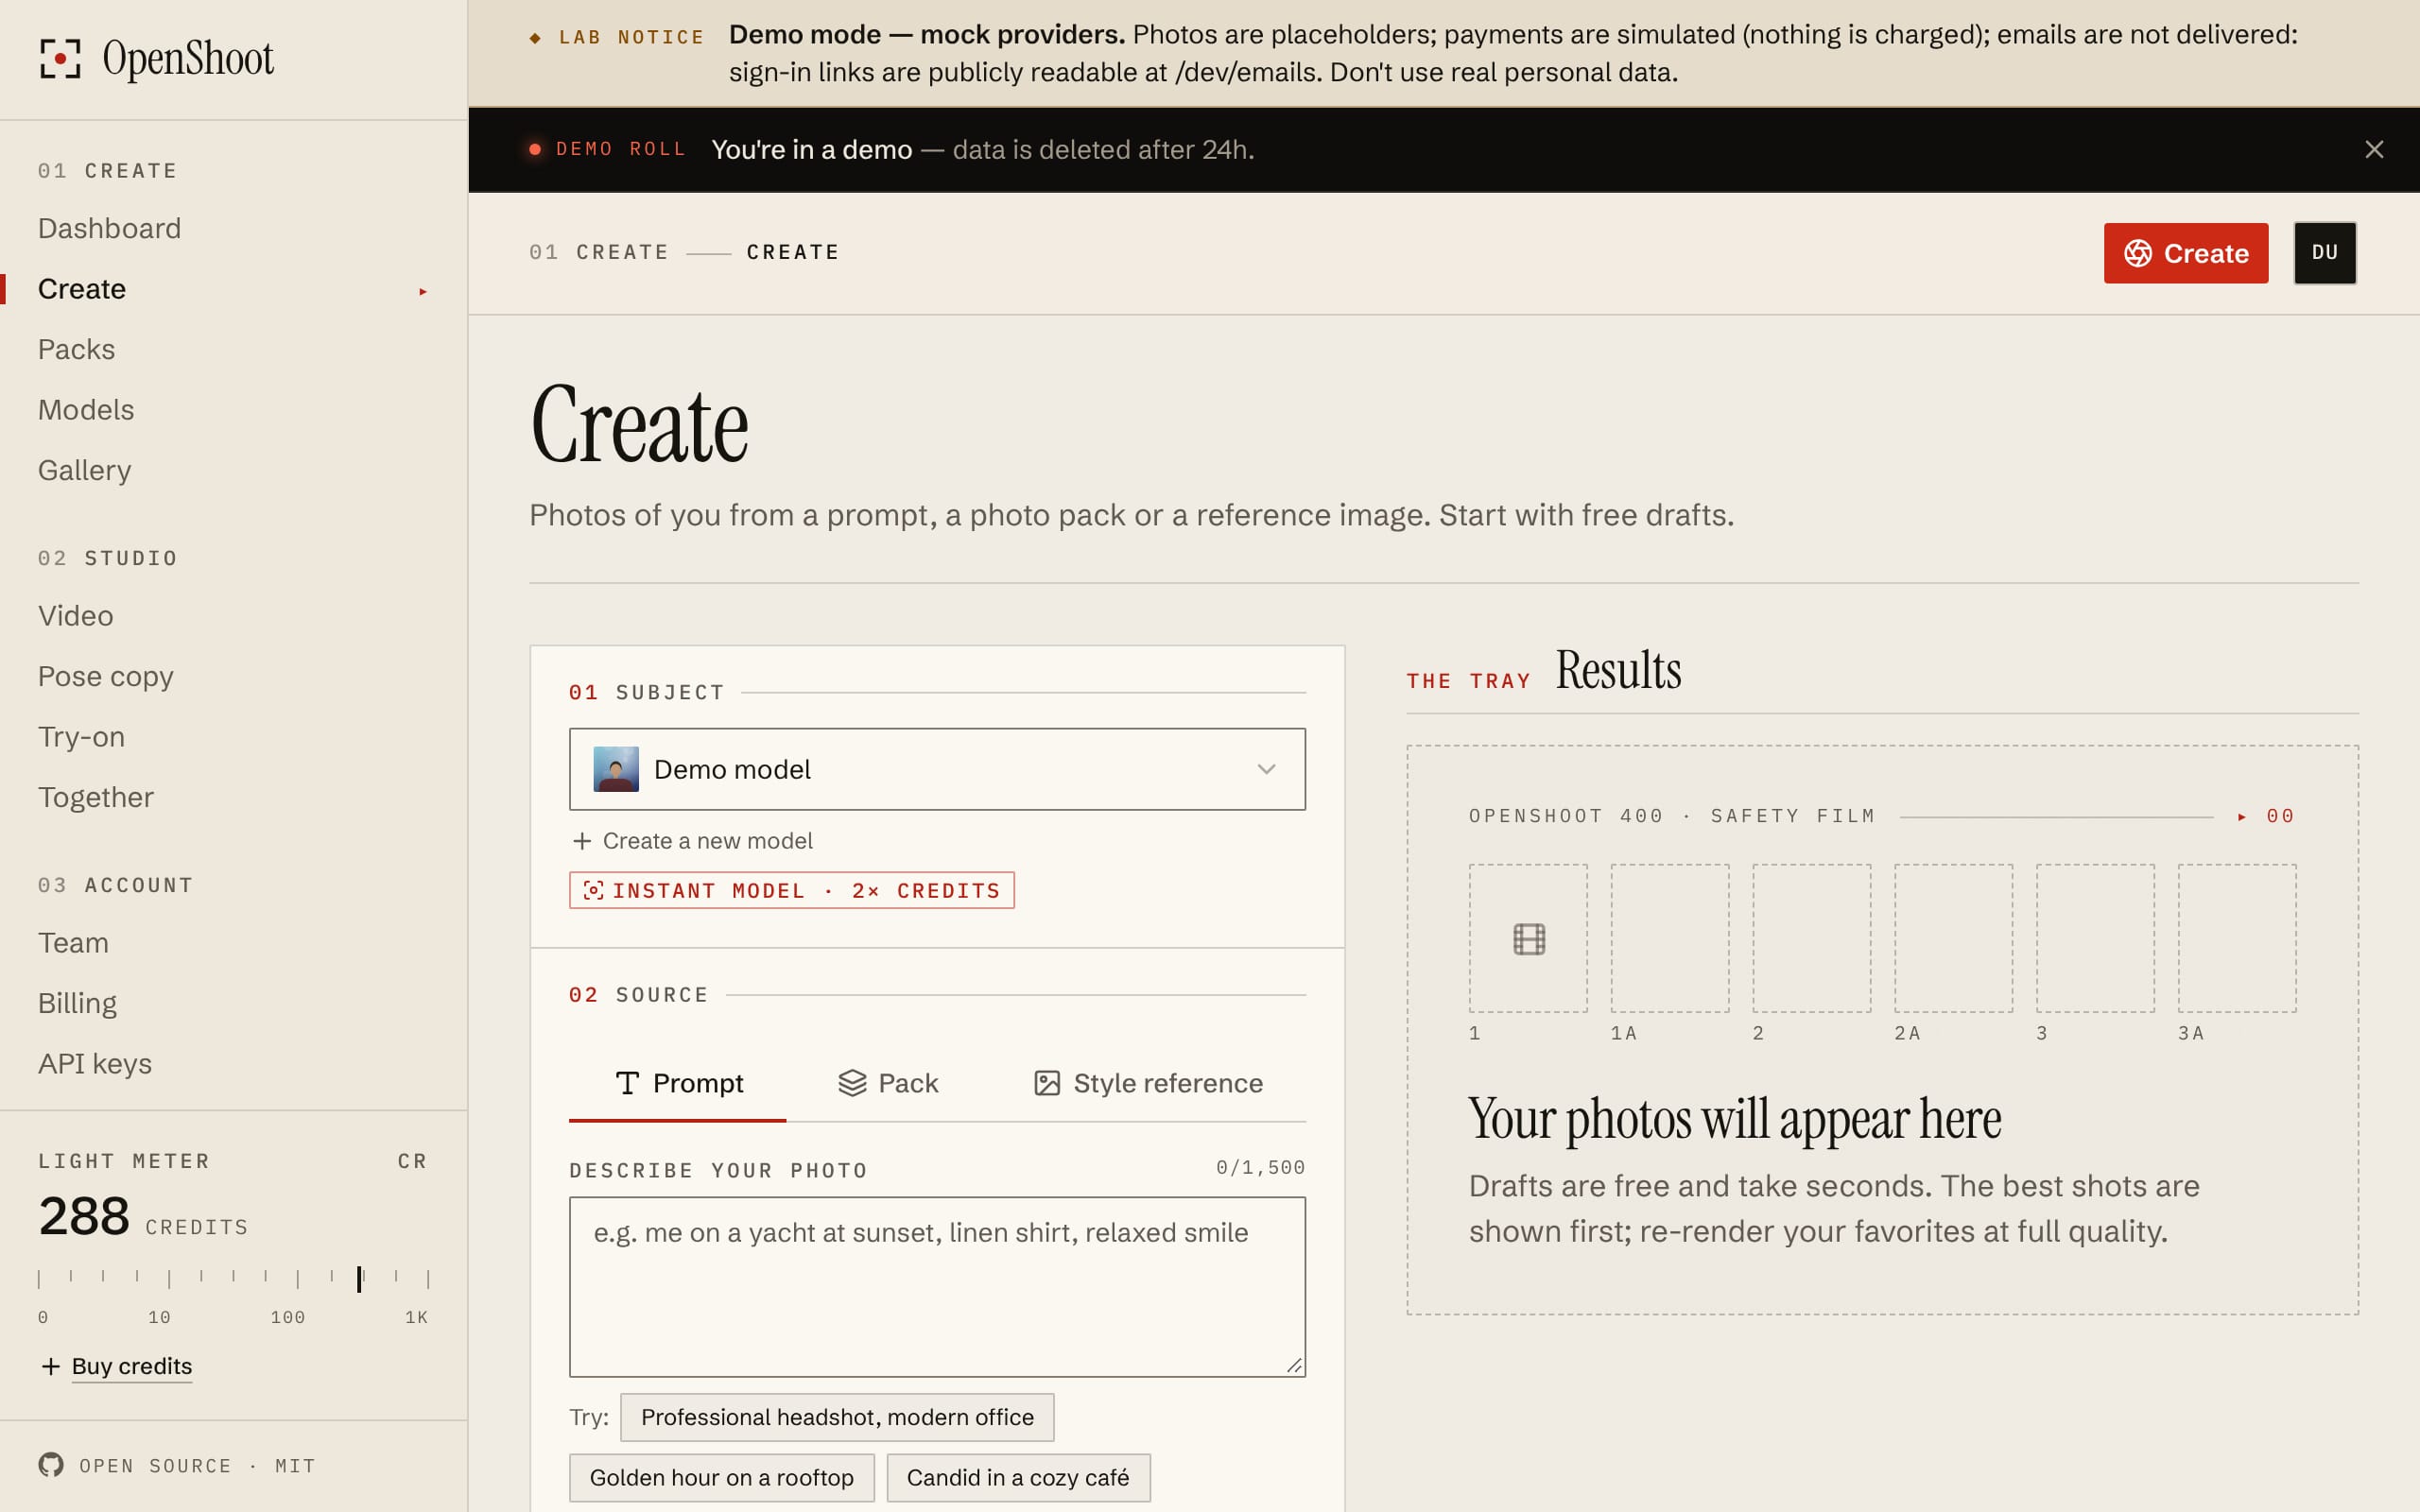 OpenShoot
01 CREATE
Dashboard
Create
Packs
Models
Gallery
02 STUDIO
Video
Pose copy
Try-on
Together
03 ACCOUNT
Team
Billing
API keys
LIGHT METER CR
288 CREDITS
0 10 100 1K
+ Buy credits
OPEN SOURCE · MIT
◆ LAB NOTICE Demo mode — mock providers. Photos are placeholders; payments are simulated (nothing is charged); emails are not delivered:
sign-in links are publicly readable at /dev/emails. Don't use real personal data.
DEMO ROLL You're in a demo — data is deleted after 24h.
01 CREATE CREATE
Create DU
Create
Photos of you from a prompt, a photo pack or a reference image. Start with free drafts.
01 SUBJECT
Demo model
+ Create a new model
INSTANT MODEL · 2× CREDITS
02 SOURCE
Prompt Pack Style reference
DESCRIBE YOUR PHOTO 0/1,500
e.g. me on a yacht at sunset, linen shirt, relaxed smile
Try: Professional headshot, modern office
Golden hour on a rooftop Candid in a cozy café
THE TRAY Results
OPENSHOOT 400 · SAFETY FILM ▸ 00
1 1A 2 2A 3 3A
Your photos will appear here
Drafts are free and take seconds. The best shots are
shown first; re-render your favorites at full quality.